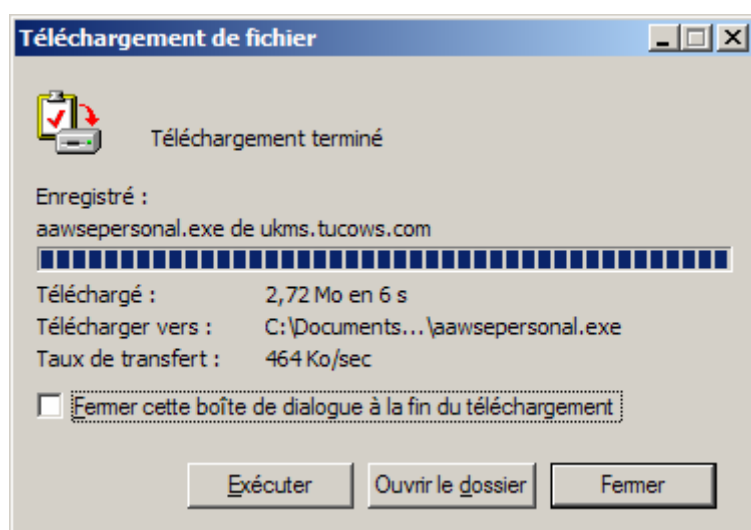 Téléchargement de fichier
Téléchargement terminé
Enregistré :
aawsepersonal.exe de ukms.tucows.com
Téléchargé : 2,72 Mo en 6 s
Télécharger vers : C:\Documents...\aawsepersonal.exe
Taux de transfert : 464 Ko/sec
Fermer cette boîte de dialogue à la fin du téléchargement
Exécuter Ouvrir le dossier Fermer